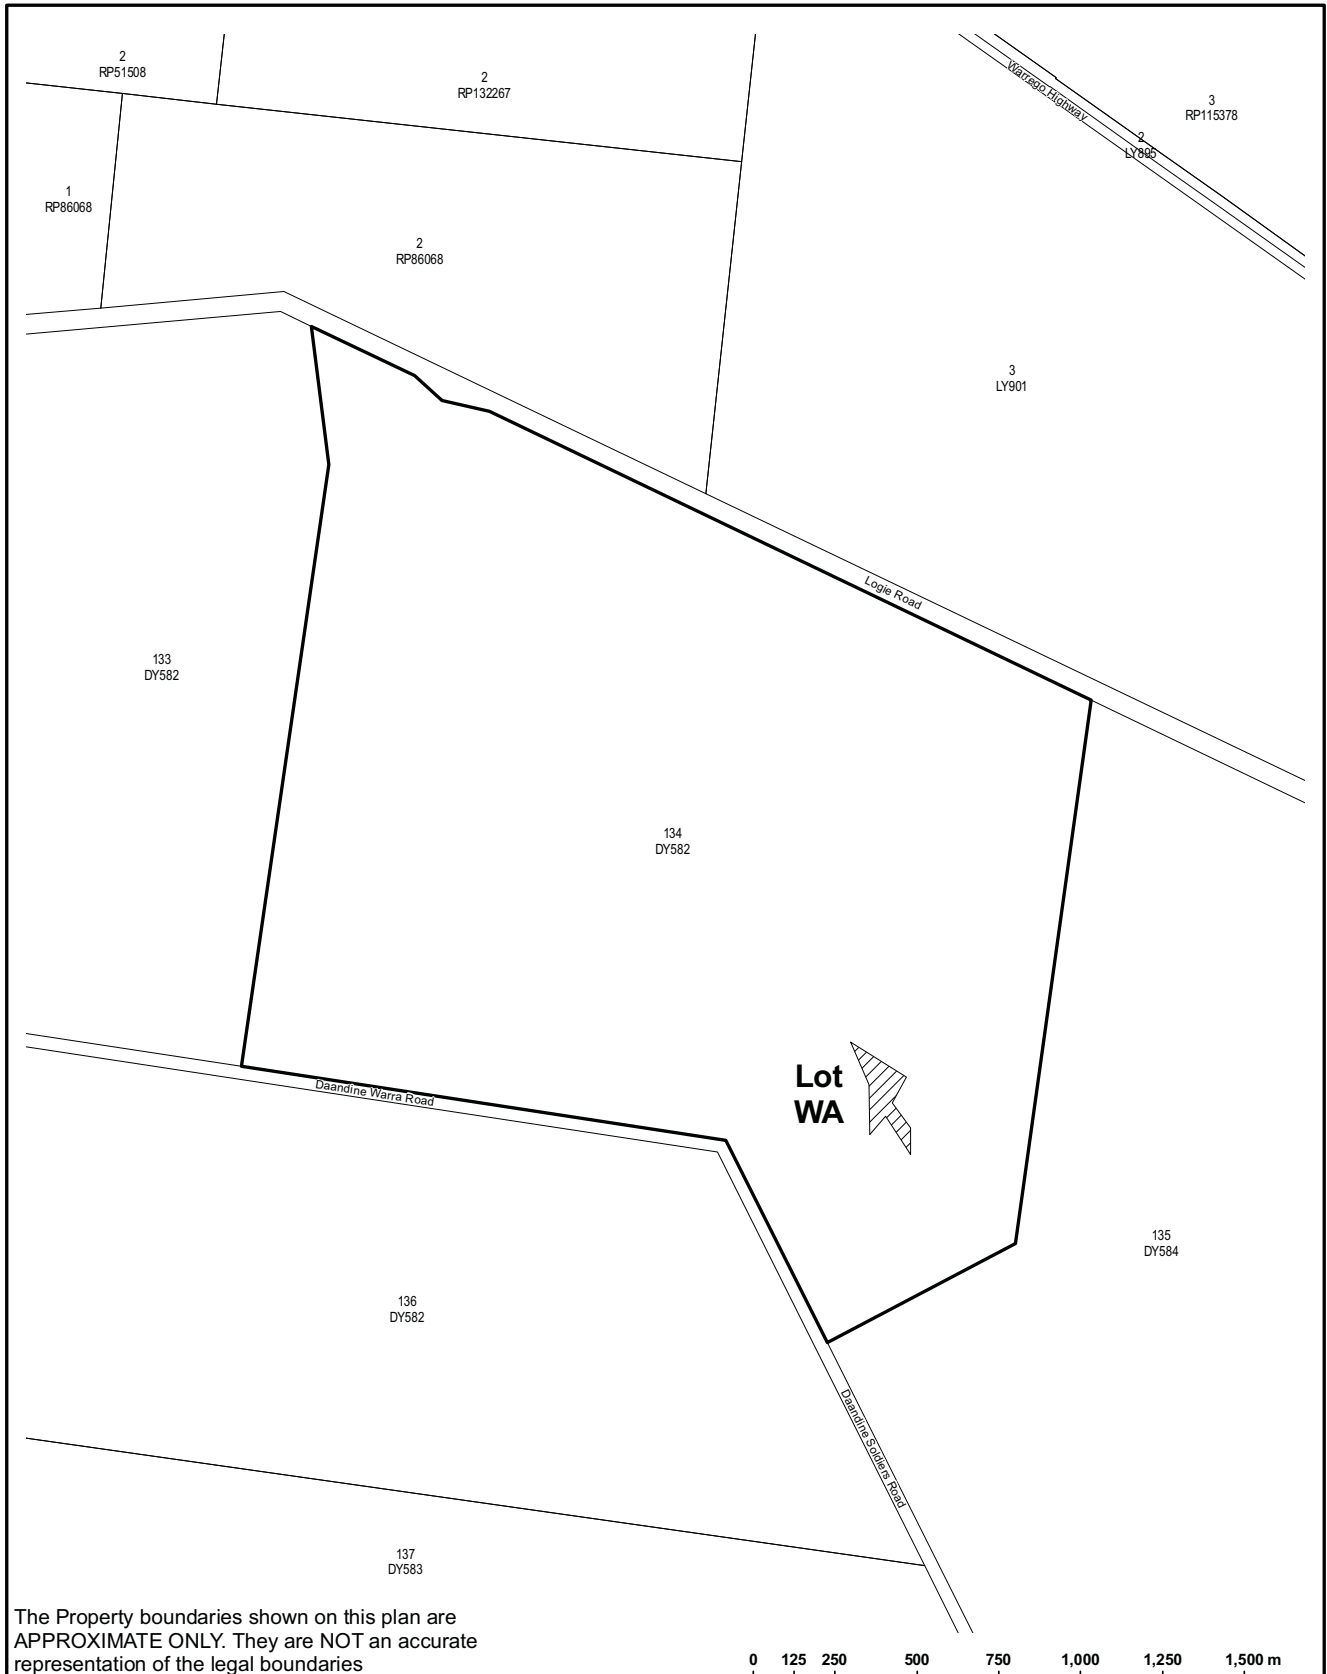 2
RP51508
2
RP132267
Warrego Highway
3
RP115378
2
LY895
1
RP86068
2
RP86068
3
LY901
Logie Road
133
DY582
134
DY582
Lot
WA
Daandine Warra Road
135
DY584
136
DY582
Daandine Soldiers Road
137
DY583
The Property boundaries shown on this plan are
APPROXIMATE ONLY. They are NOT an accurate
representation of the legal boundaries
0 125 250 500 750 1,000 1,250 1,500 m